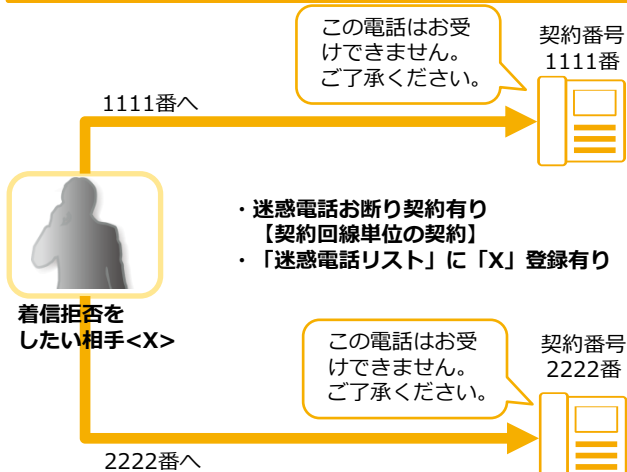 この電話はお受
けできません。
ご了承ください。
契約番号
1111番
1111番へ
・迷惑電話お断り契約有り
【契約回線単位の契約】
・「迷惑電話リスト」に「X」登録有り
着信拒否を
したい相手<X>
この電話はお受
けできません。
ご了承ください。
契約番号
2222番
2222番へ